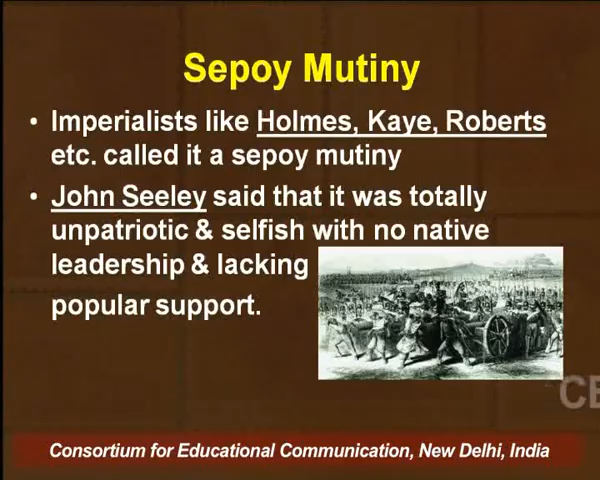 Sepoy Mutiny
• Imperialists like Holmes, Kaye, Roberts
etc. called it a sepoy mutiny
• John Seeley said that it was totally
unpatriotic & selfish with no native
leadership & lacking
popular support.
CE
Consortium for Educational Communication, New Delhi, India